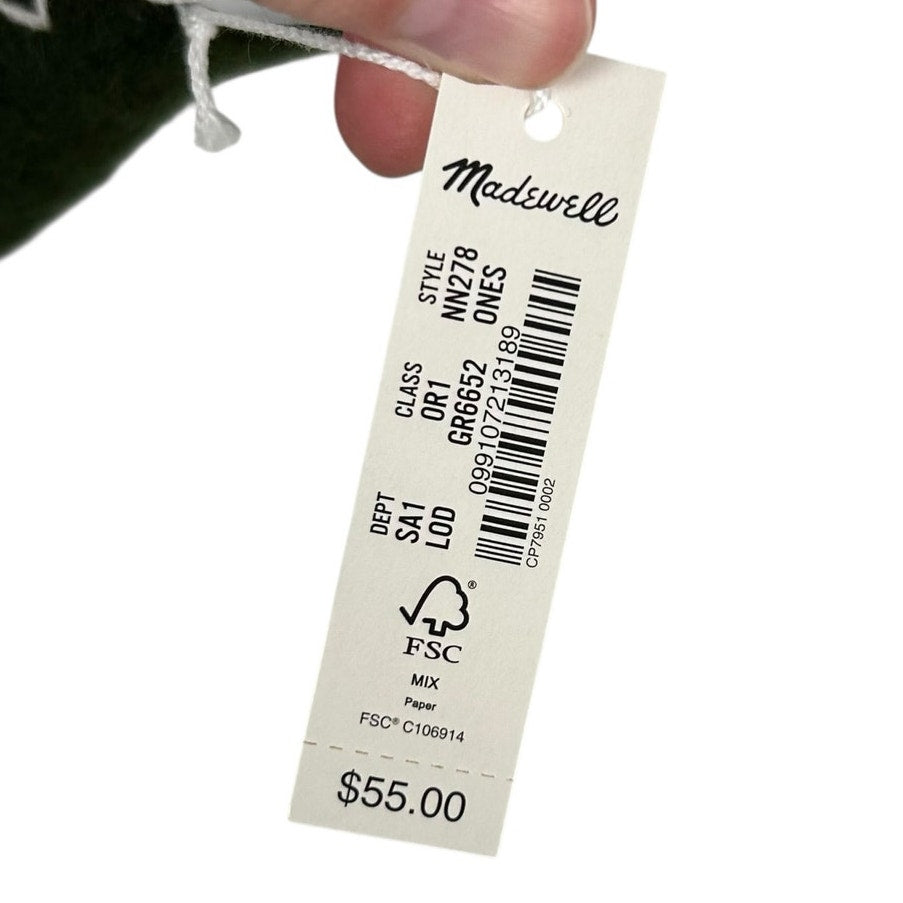 Madewell
STYLE
NN278
ONES
CLASS
OR1
GR6652
DEPT
SA1
LOD
099107213189
CP7951 0002
®
FSC
MIX
Paper
FSC® C106914
$55.00